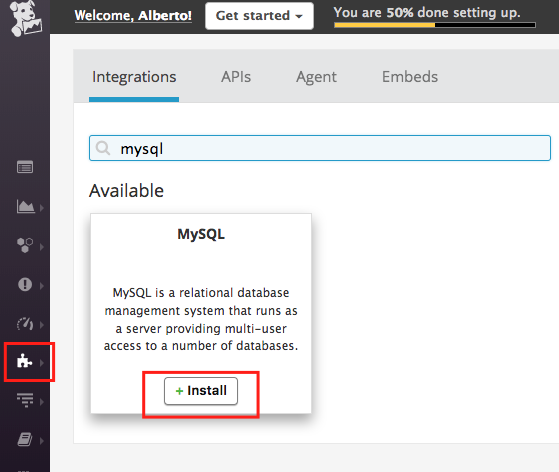 Welcome, Alberto!
Get started
You are 50% done setting up.
Integrations APIs Agent Embeds
mysql
Available
MySQL
MySQL is a relational database
management system that runs as
a server providing multi-user
access to a number of databases.
+ Install